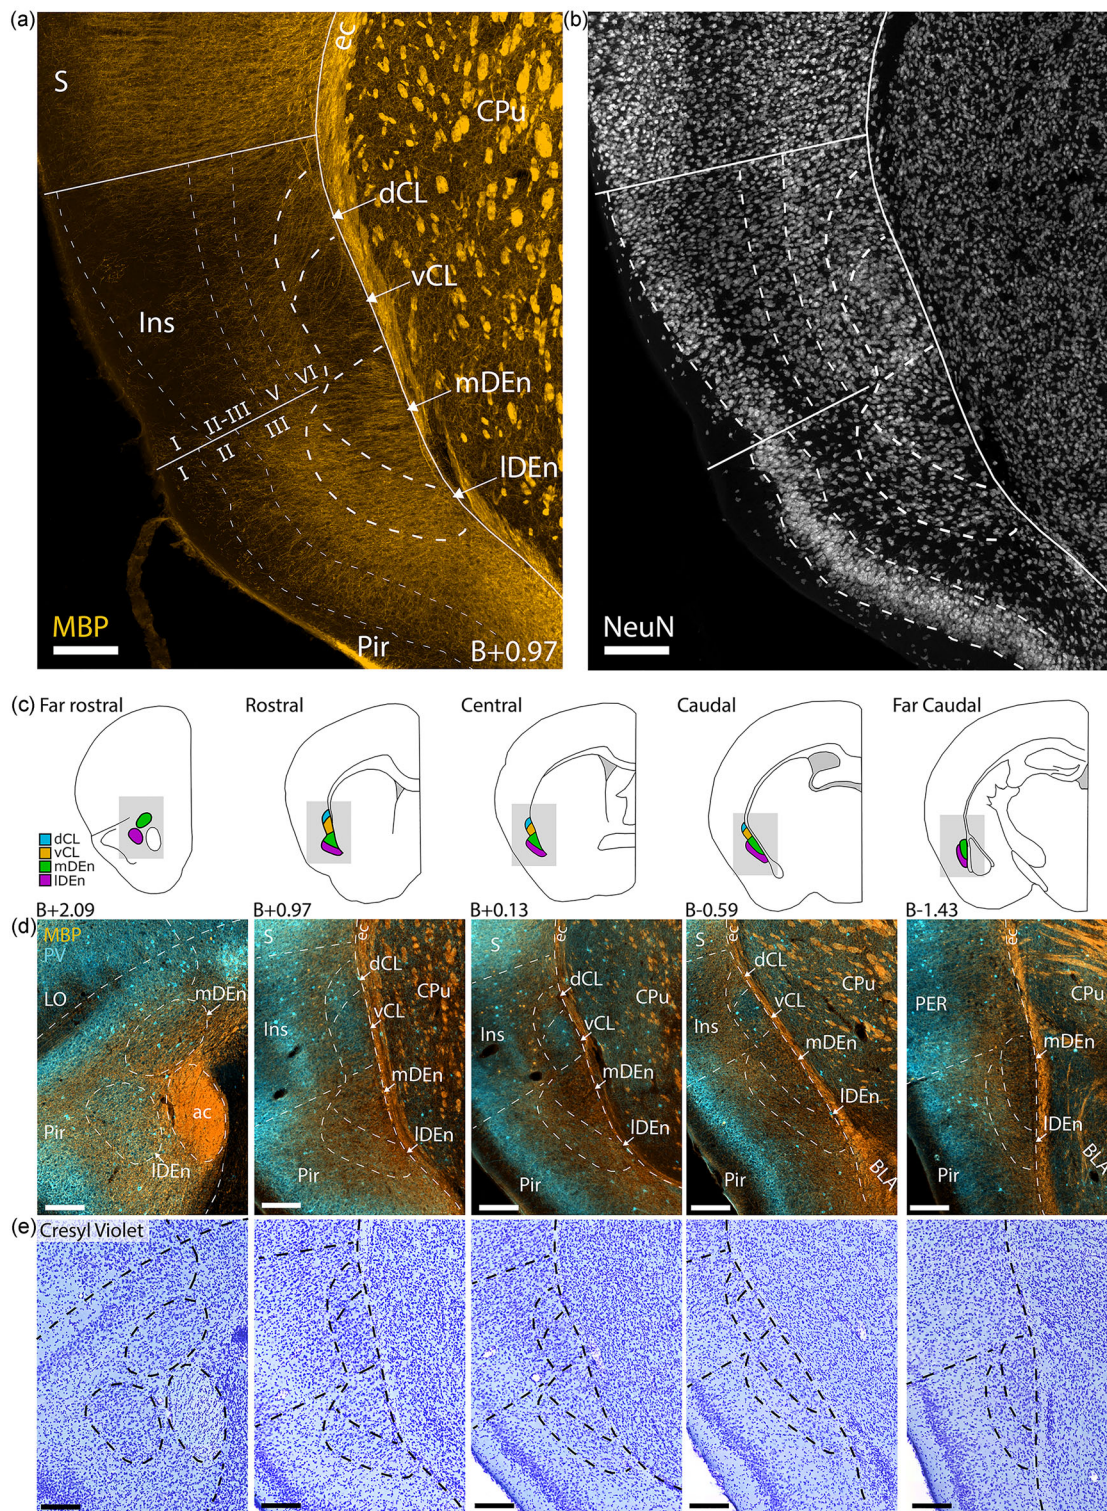 (a)
S
ec
CPu
dCL
vCL
Ins
mDEn
I II-III V VI
I II III
lDEn
MBP
Pir
B+0.97
(b)
NeuN
(c) Far rostral Rostral Central Caudal Far Caudal
dCL
vCL
mDEn
lDEn
B+2.09 B+0.97 B+0.13 B-0.59 B-1.43
(d)
MBP
PV
LO
mDEn
ac
Pir
lDEn
S
ec
dCL
CPu
vCL
Ins
mDEn
lDEn
Pir
S
ec
dCL
CPu
vCL
Ins
mDEn
lDEn
Pir
S
ec
dCL
CPu
vCL
Ins
mDEn
lDEn
Pir
BLA
ec
PER
CPu
mDEn
lDEn
Pir
BLA
(e) Cresyl Violet